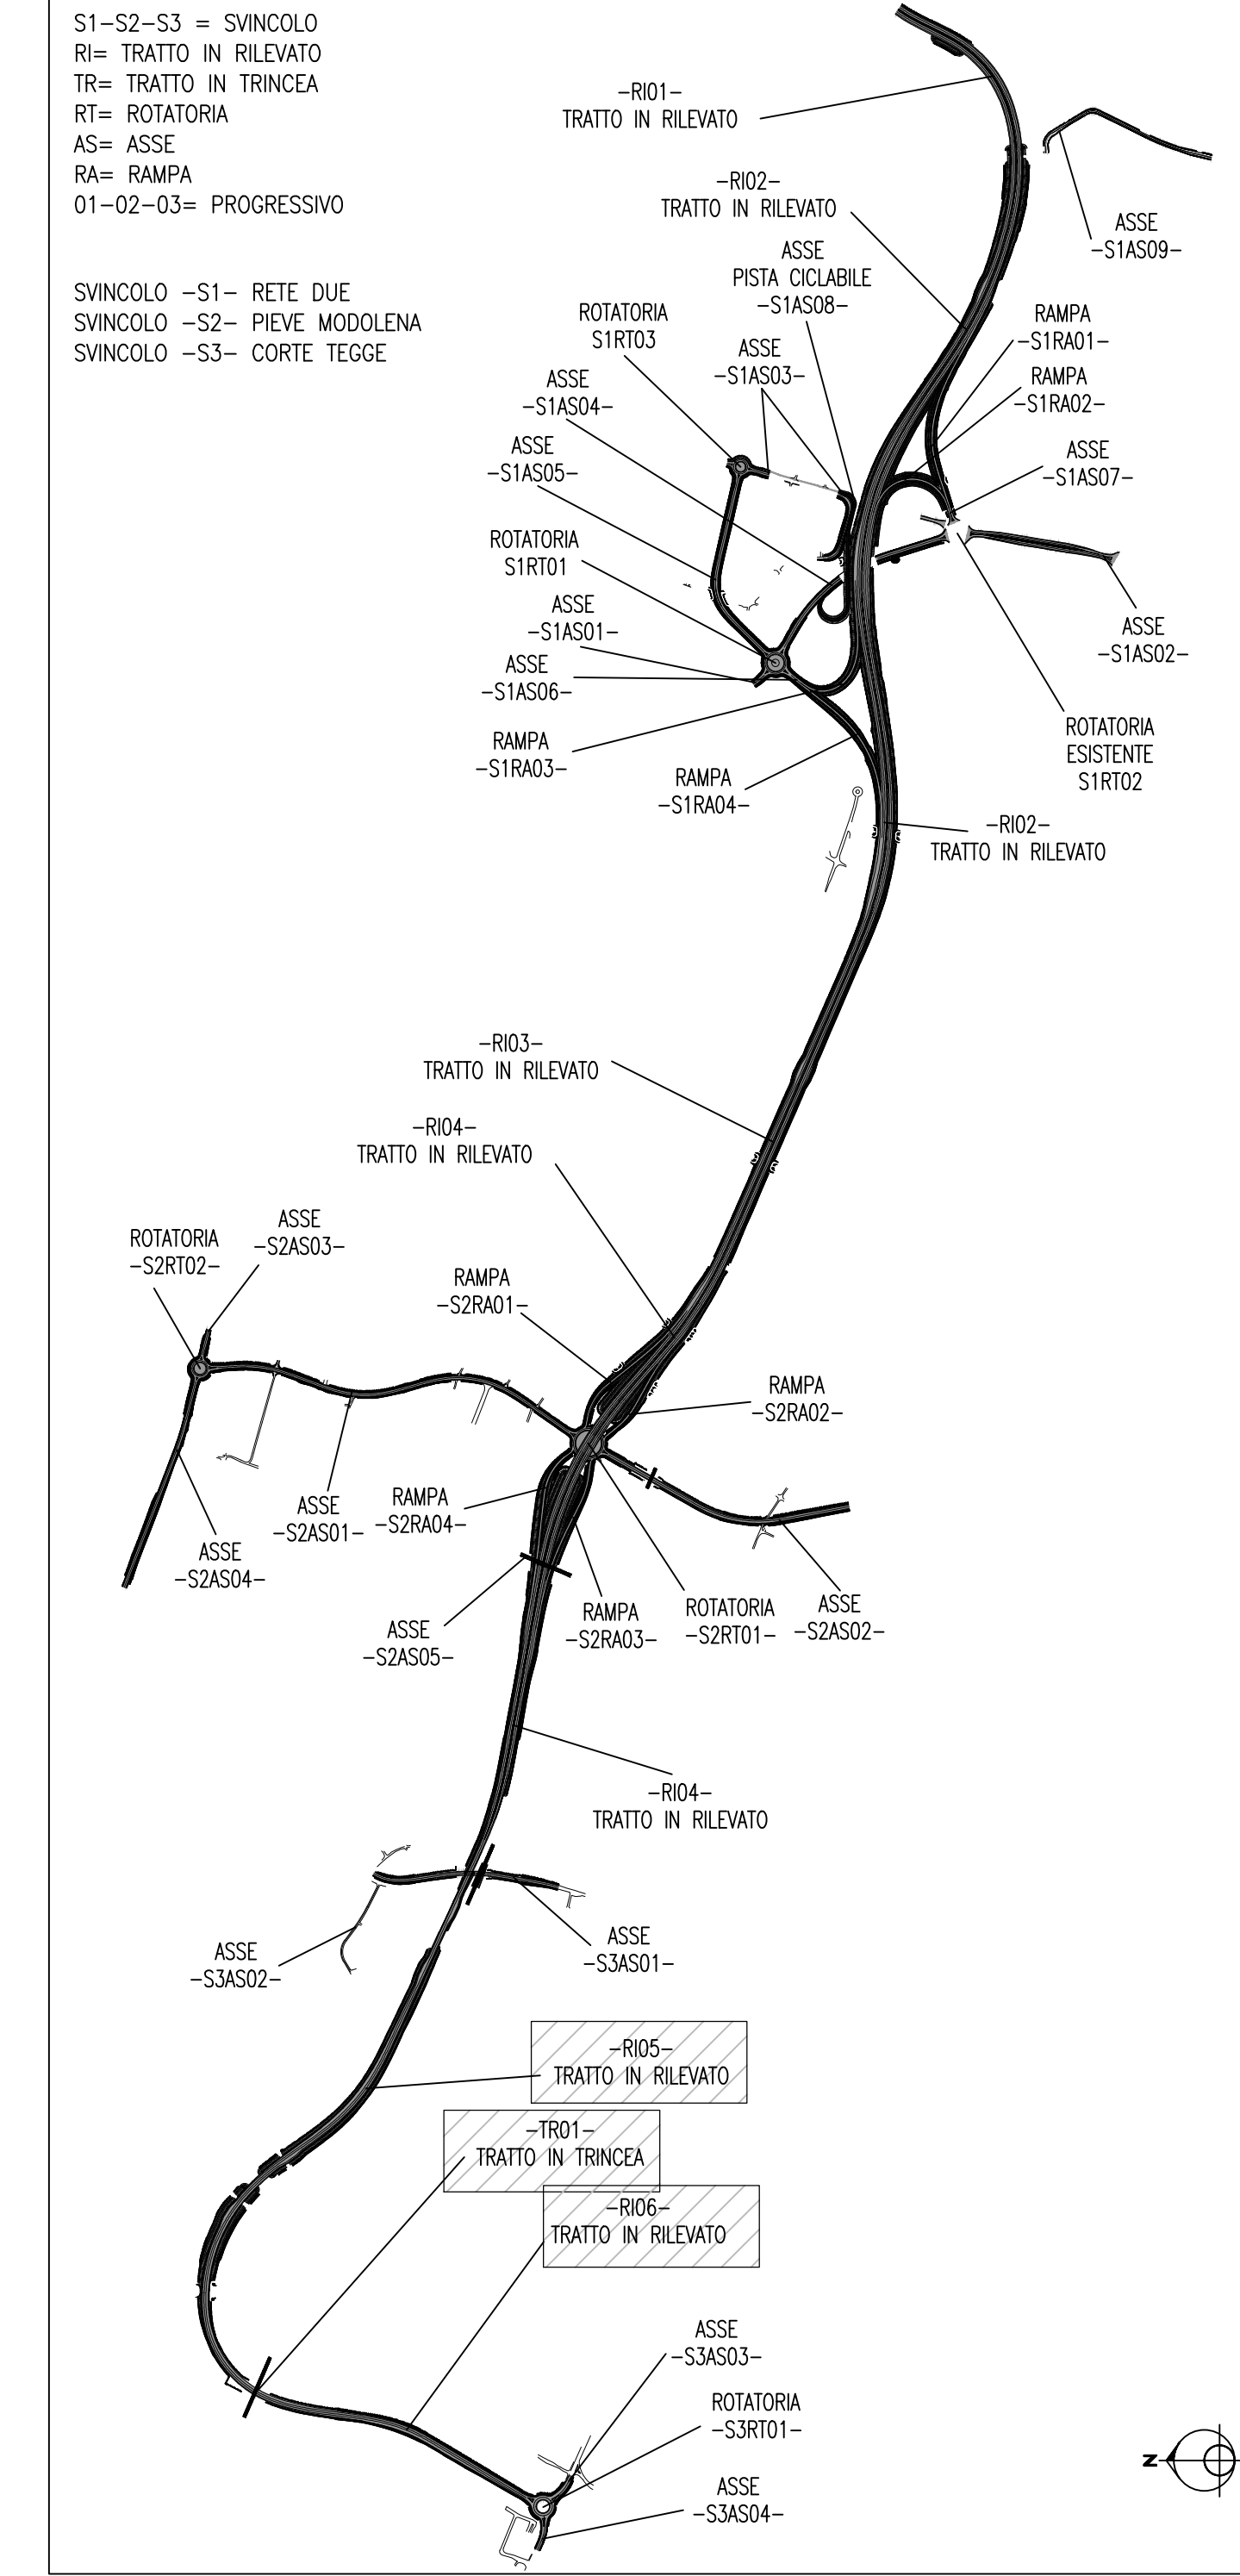 S1-S2-S3 = SVINCOLO
RI= TRATTO IN RILEVATO
TR= TRATTO IN TRINCEA
RT= ROTATORIA
AS= ASSE
RA= RAMPA
01-02-03= PROGRESSIVO
SVINCOLO -S1- RETE DUE
SVINCOLO -S2- PIEVE MODOLENA
SVINCOLO -S3- CORTE TEGGE
-RI01-
TRATTO IN RILEVATO
-RI02-
TRATTO IN RILEVATO
ASSE
-S1AS09-
ASSE
PISTA CICLABILE
-S1AS08-
ROTATORIA
S1RT03
RAMPA
-S1RA01-
ASSE
-S1AS03-
ASSE
-S1AS04-
RAMPA
-S1RA02-
ASSE
-S1AS05-
ASSE
-S1AS07-
ROTATORIA
S1RT01
ASSE
-S1AS01-
ASSE
-S1AS02-
ASSE
-S1AS06-
ROTATORIA
ESISTENTE
S1RT02
RAMPA
-S1RA03-
RAMPA
-S1RA04-
-RI02-
TRATTO IN RILEVATO
-RI03-
TRATTO IN RILEVATO
-RI04-
TRATTO IN RILEVATO
ASSE
-S2AS03-
ROTATORIA
-S2RT02-
RAMPA
-S2RA01-
RAMPA
-S2RA02-
RAMPA
-S2RA04-
ASSE
-S2AS01-
ASSE
-S2AS04-
ASSE
-S2AS05-
RAMPA
-S2RA03-
ROTATORIA
-S2RT01-
ASSE
-S2AS02-
-RI04-
TRATTO IN RILEVATO
ASSE
-S3AS01-
ASSE
-S3AS02-
-RI05-
TRATTO IN RILEVATO
-TR01-
TRATTO IN TRINCEA
-RI06-
TRATTO IN RILEVATO
ASSE
-S3AS03-
ROTATORIA
-S3RT01-
ASSE
-S3AS04-
N